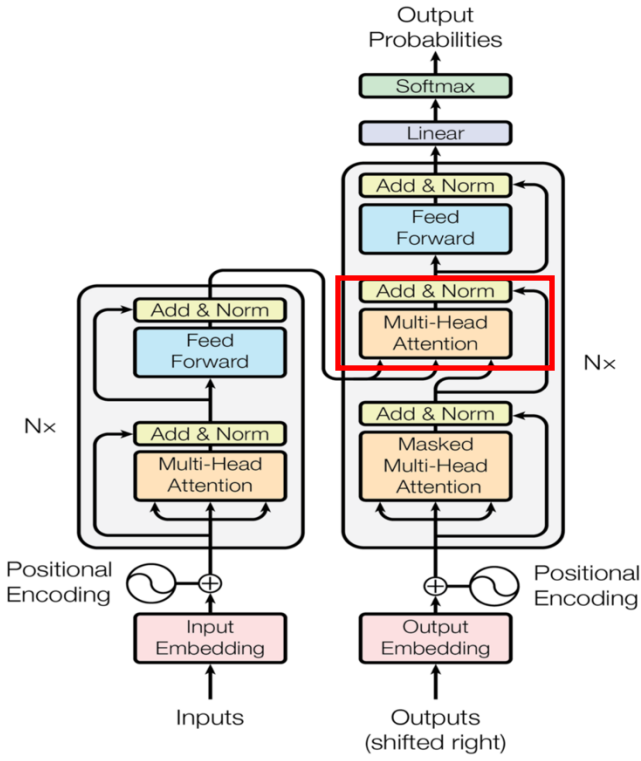 Output
Probabilities
Softmax
Linear
Add & Norm
Feed
Forward
Add & Norm
Multi-Head
Attention
Nx
Add & Norm
Masked
Multi-Head
Attention
Add & Norm
Feed
Forward
Nx
Add & Norm
Multi-Head
Attention
Positional
Encoding
Positional
Encoding
Input
Embedding
Output
Embedding
Inputs
Outputs
(shifted right)